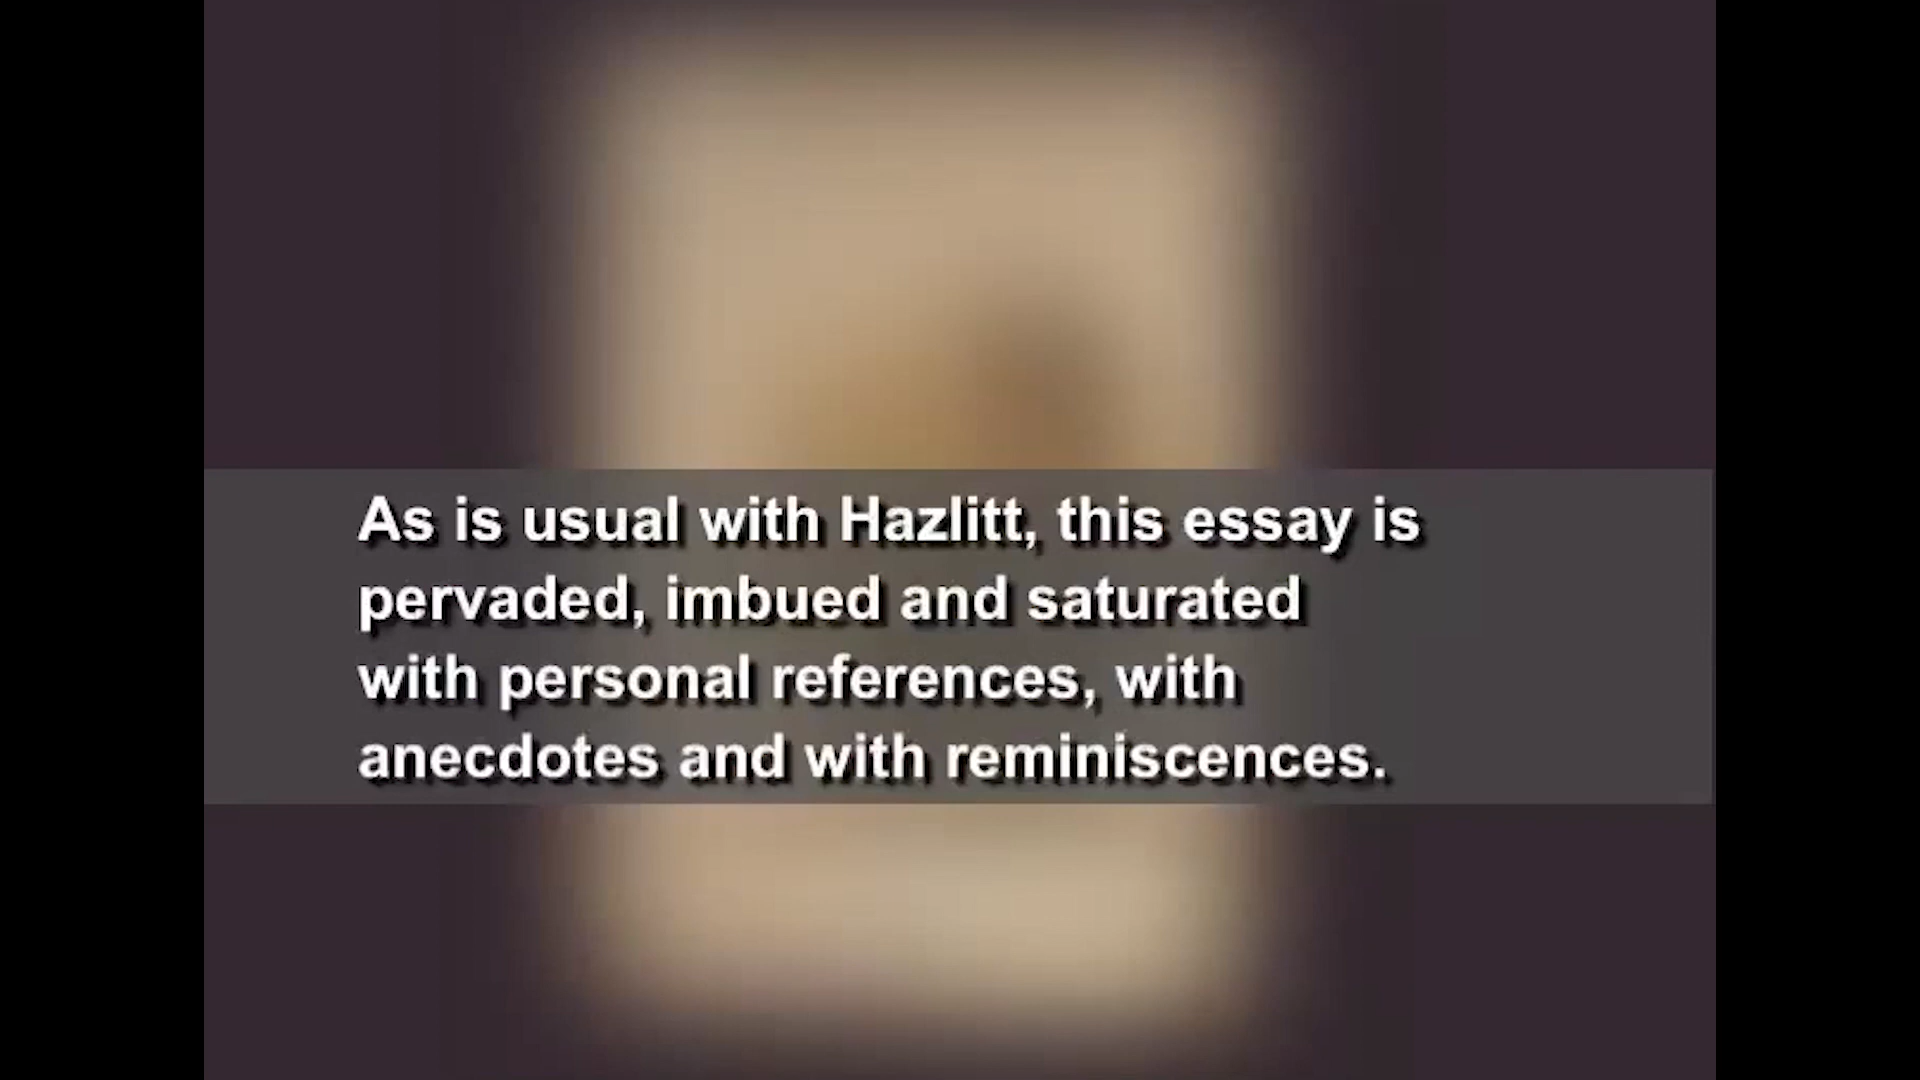 As is usual with Hazlitt, this essay is
pervaded, imbued and saturated
with personal references, with
anecdotes and with reminiscences.